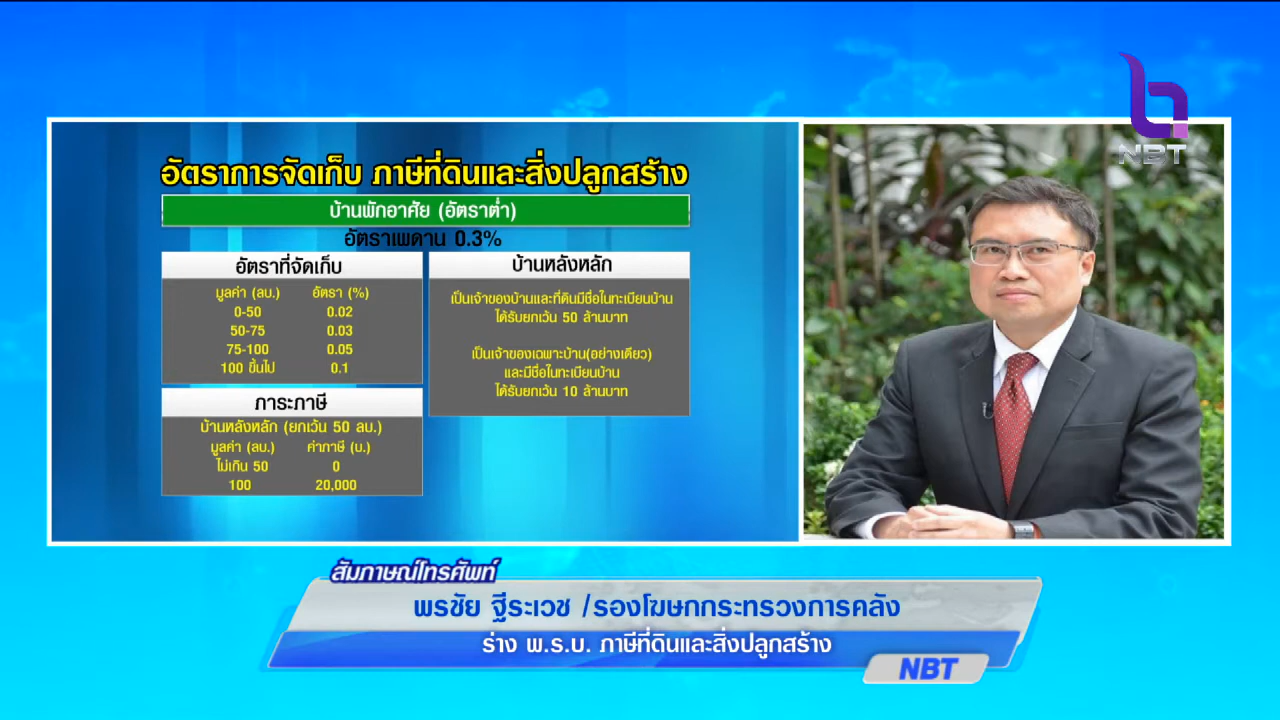 NBT
อัตราการจัดเก็บ ภาษีที่ดินและสิ่งปลูกสร้าง
บ้านพักอาศัย (อัตราต่ำ)
อัตราเพดาน 0.3%
อัตราที่จัดเก็บ
มูลค่า (ลบ.) อัตรา (%)
0-50 0.02
50-75 0.03
75-100 0.05
100 ขึ้นไป 0.1
ภาระภาษี
บ้านหลังหลัก (ยกเว้น 50 ลบ.)
มูลค่า (ลบ.) ค่าภาษี (บ.)
ไม่เกิน 50 0
100 20,000
บ้านหลังหลัก
เป็นเจ้าของบ้านและที่ดินมีชื่อในทะเบียนบ้าน
ได้รับยกเว้น 50 ล้านบาท
เป็นเจ้าของเฉพาะบ้าน(อย่างเดียว)
และมีชื่อในทะเบียนบ้าน
ได้รับยกเว้น 10 ล้านบาท
สัมภาษณ์โทรศัพท์
พรชัย ฐีระเวช /รองโฆษกกระทรวงการคลัง
ร่าง พ.ร.บ. ภาษีที่ดินและสิ่งปลูกสร้าง
NBT